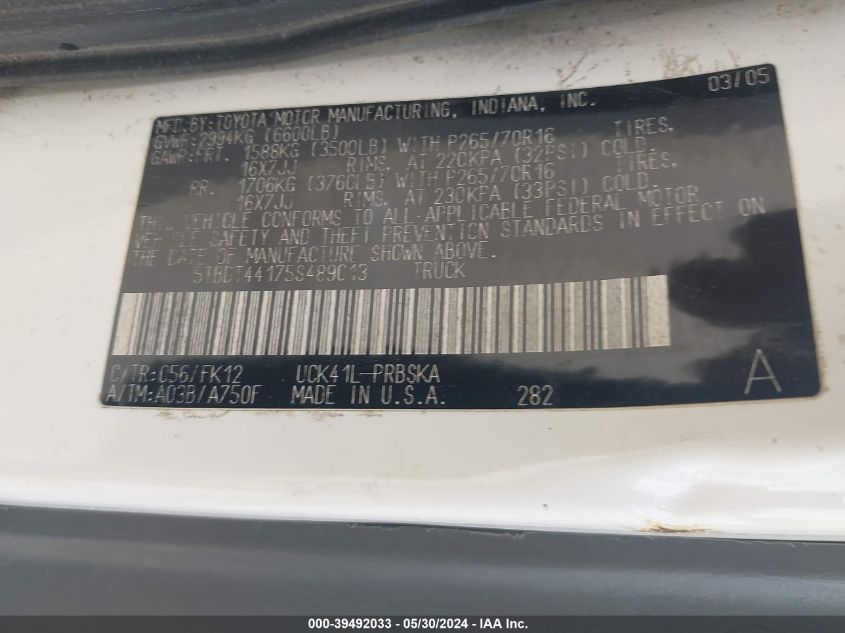 03/05
MFD. BY: TOYOTA MOTOR MANUFACTURING, INDIANA, INC.
GVWR: 2994KG (6600LB)
GAWR: FRT. 1588KG (3500LB) WITH P265/70R16 TIRES.
16X7JJ RIMS. AT 220KPA (32PSI) COLD.
RR. 1706KG (3760LB) WITH P265/70R16 TIRES.
16X7JJ RIMS. AT 230KPA (33PSI) COLD.
THIS VEHICLE CONFORMS TO ALL APPLICABLE FEDERAL MOTOR
VEHICLE SAFETY AND THEFT PREVENTION STANDARDS IN EFFECT ON
THE DATE OF MANUFACTURE SHOWN ABOVE.
5TBDT44175S489013 TRUCK
C/TR: 056/FK12 UCK41L-PRBSKA
A/TM: A03B/A750F MADE IN U.S.A. 282 A
000-39492033 - 05/30/2024 - IAA Inc.